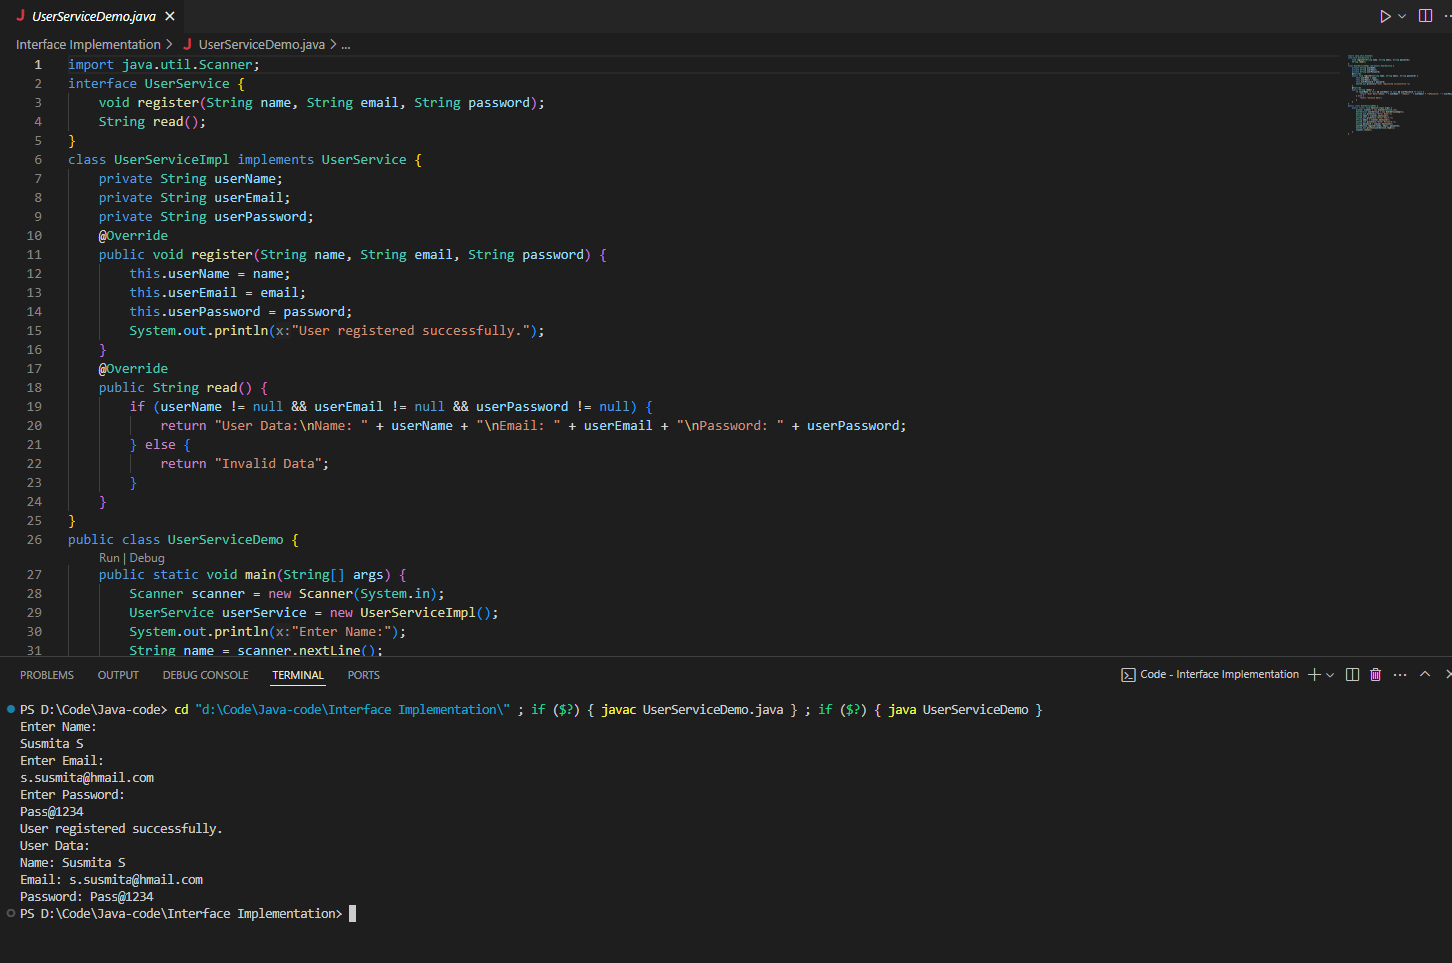 UserServiceDemo.java
Interface Implementation > UserServiceDemo.java > ...
1 import java.util.Scanner;
2 interface UserService {
3 void register(String name, String email, String password);
4 String read();
5 }
6 class UserServiceImpl implements UserService {
7 private String userName;
8 private String userEmail;
9 private String userPassword;
10 @Override
11 public void register(String name, String email, String password) {
12 this.userName = name;
13 this.userEmail = email;
14 this.userPassword = password;
15 System.out.println(x:"User registered successfully.");
16 }
17 @Override
18 public String read() {
19 if (userName != null && userEmail != null && userPassword != null) {
20 return "User Data:\nName: " + userName + "\nEmail: " + userEmail + "\nPassword: " + userPassword;
21 } else {
22 return "Invalid Data";
23 }
24 }
25 }
26 public class UserServiceDemo {
Run | Debug
27 public static void main(String[] args) {
28 Scanner scanner = new Scanner(System.in);
29 UserService userService = new UserServiceImpl();
30 System.out.println(x:"Enter Name:");
31 String name = scanner.nextLine();
PROBLEMS OUTPUT DEBUG CONSOLE TERMINAL PORTS Code - Interface Implementation
PS D:\Code\Java-code> cd "d:\Code\Java-code\Interface Implementation\" ; if ($?) { javac UserServiceDemo.java } ; if ($?) { java UserServiceDemo }
Enter Name:
Susmita S
Enter Email:
s.susmita@hmail.com
Enter Password:
Pass@1234
User registered successfully.
User Data:
Name: Susmita S
Email: s.susmita@hmail.com
Password: Pass@1234
PS D:\Code\Java-code\Interface Implementation>